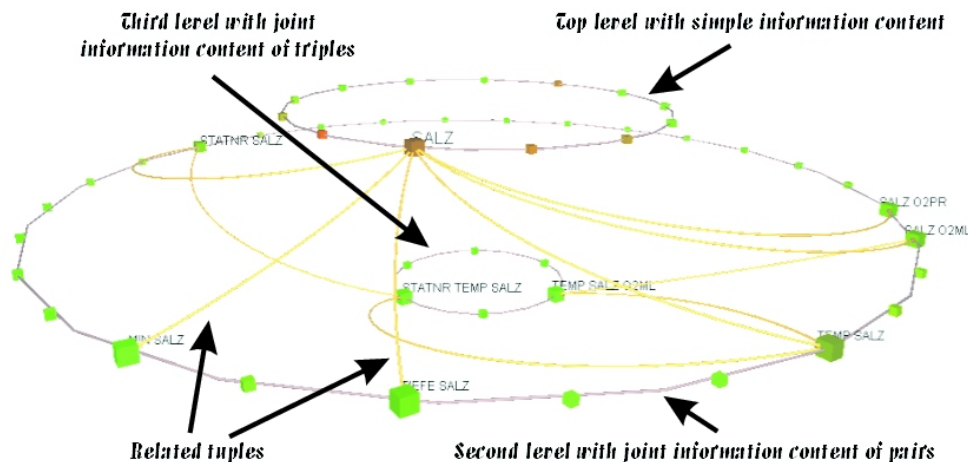 Third level with joint
information content of triples
Top level with simple information content
STATNR SALZ
SALZ
SALZ O2PR
SALZ O2ML
STATNR TEMP SALZ
TEMP SALZ O2ML
MIN SALZ
TEMP SALZ
TIEFE SALZ
Related tuples
Second level with joint information content of pairs